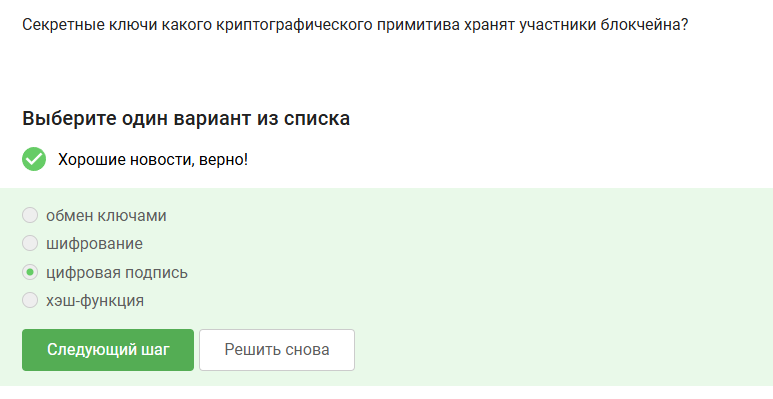 Секретные ключи какого криптографического примитива хранят участники блокчейна?
Выберите один вариант из списка
Хорошие новости, верно!
обмен ключами
шифрование
цифровая подпись
хэш-функция
Следующий шаг
Решить снова